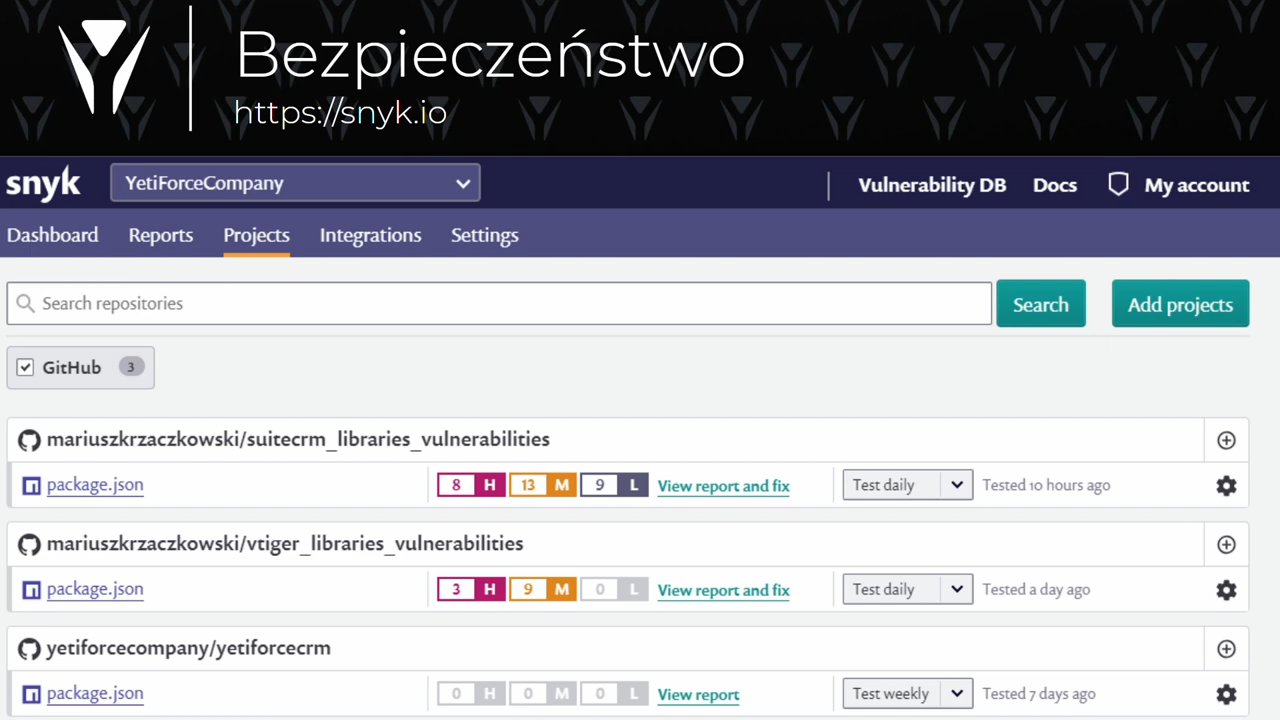 Bezpieczeństwo
https://snyk.io
snyk YetiForceCompany Vulnerability DB Docs My account
Dashboard Reports Projects Integrations Settings
Search repositories Search Add projects
GitHub 3
mariuszkrzaczkowski/suitecrm_libraries_vulnerabilities
package.json 8 H 13 M 9 L View report and fix Test daily Tested 10 hours ago
mariuszkrzaczkowski/vtiger_libraries_vulnerabilities
package.json 3 H 9 M 0 L View report and fix Test daily Tested a day ago
yetiforcecompany/yetiforcecrm
package.json 0 H 0 M 0 L View report Test weekly Tested 7 days ago